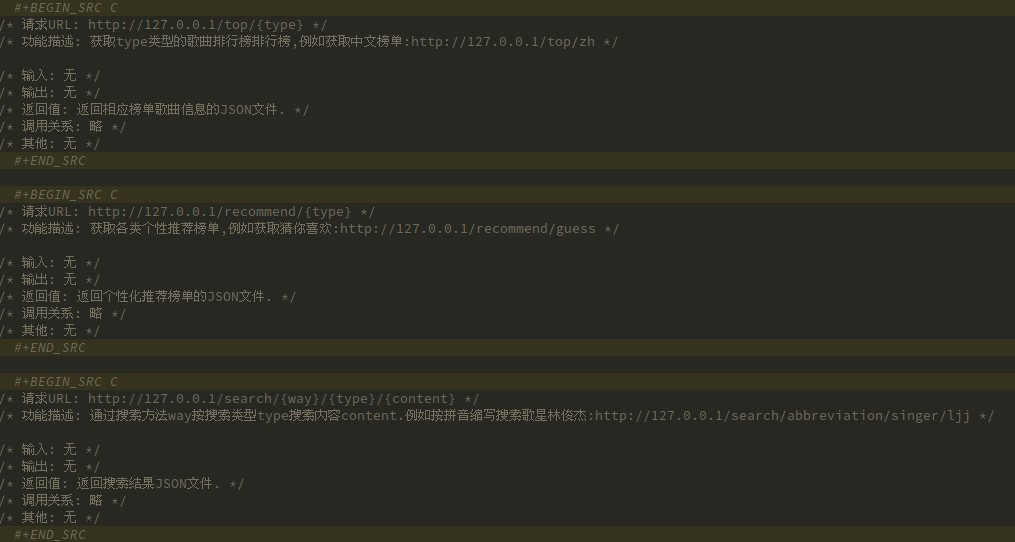 #+BEGIN_SRC C
/* 请求URL: http://127.0.0.1/top/{type} */
/* 功能描述: 获取type类型的歌曲排行榜排行榜,例如获取中文榜单:http://127.0.0.1/top/zh */
/* 输入: 无 */
/* 输出: 无 */
/* 返回值: 返回相应榜单歌曲信息的JSON文件. */
/* 调用关系: 略 */
/* 其他: 无 */
#+END_SRC
#+BEGIN_SRC C
/* 请求URL: http://127.0.0.1/recommend/{type} */
/* 功能描述: 获取各类个性推荐榜单,例如获取猜你喜欢:http://127.0.0.1/recommend/guess */
/* 输入: 无 */
/* 输出: 无 */
/* 返回值: 返回个性化推荐榜单的JSON文件. */
/* 调用关系: 略 */
/* 其他: 无 */
#+END_SRC
#+BEGIN_SRC C
/* 请求URL: http://127.0.0.1/search/{way}/{type}/{content} */
/* 功能描述: 通过搜索方法way按搜索类型type搜索内容content.例如按拼音缩写搜索歌星林俊杰:http://127.0.0.1/search/abbreviation/singer/ljj */
/* 输入: 无 */
/* 输出: 无 */
/* 返回值: 返回搜索结果JSON文件. */
/* 调用关系: 略 */
/* 其他: 无 */
#+END_SRC